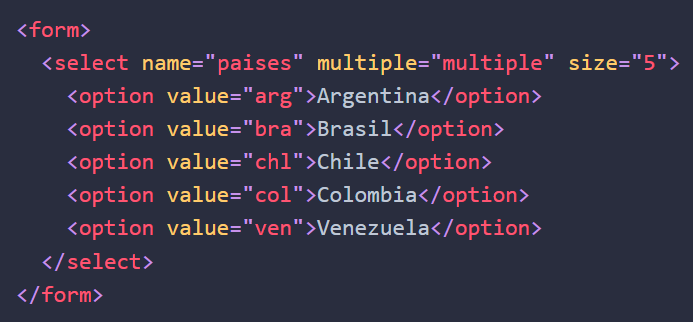 <form>
  <select name="paises" multiple="multiple" size="5">
    <option value="arg">Argentina</option>
    <option value="bra">Brasil</option>
    <option value="chl">Chile</option>
    <option value="col">Colombia</option>
    <option value="ven">Venezuela</option>
  </select>
</form>